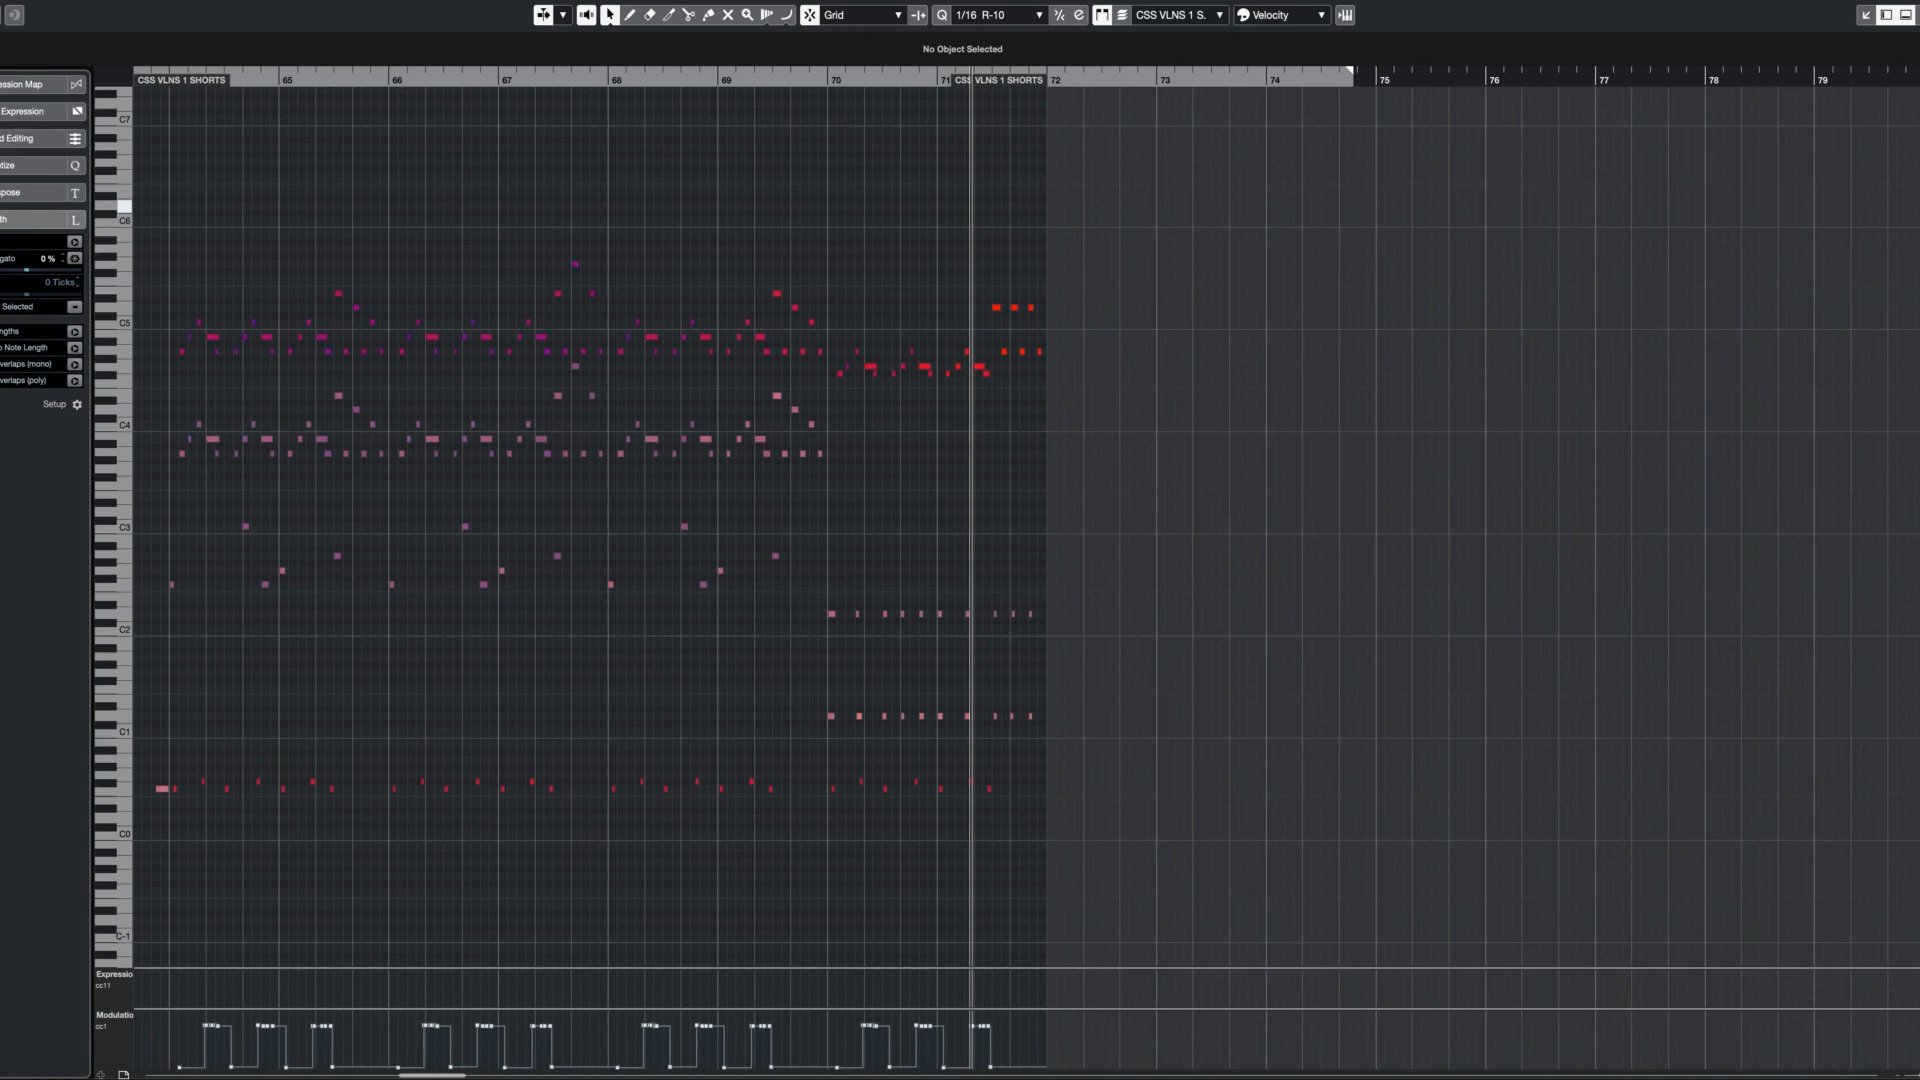 Grid
Q
1/16 R-10
CSS VLNS 1 S.
Velocity
No Object Selected
CSS VLNS 1 SHORTS
65
66
67
68
69
70
71
CSS VLNS 1 SHORTS
72
73
74
75
76
77
78
79
ession Map
Expression
d Editing
tize Q
spose T
th L
gato 0 %
0 Ticks
Selected
ngths
o Note Length
verlaps (mono)
verlaps (poly)
Setup
C7
C6
C5
C4
C3
C2
C1
C0
C-1
Expressio
cc11
Modulatio
cc1